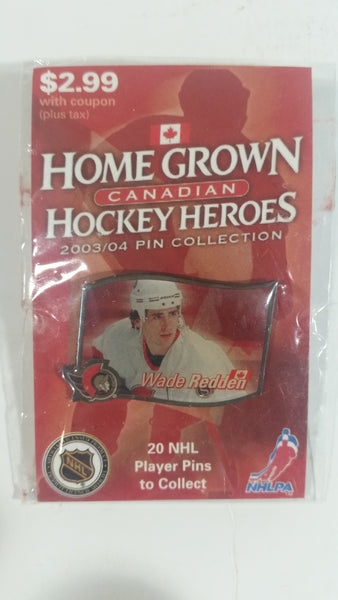 $2.99
with coupon
(plus tax)
HOME GROWN
CANADIAN
HOCKEY HEROES
2003/04 PIN COLLECTION
Wade Redden
20 NHL
Player Pins
to Collect
NHL
NHLPA